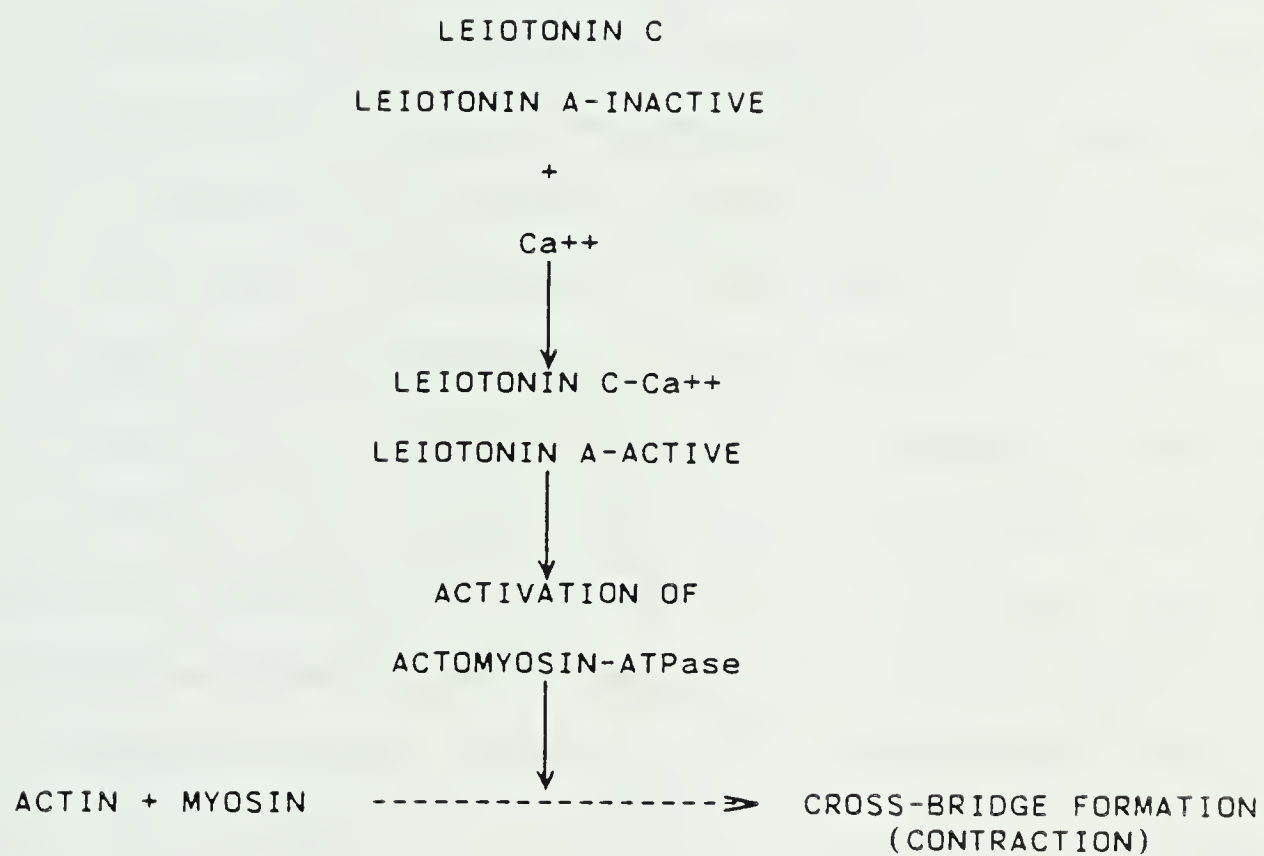 LEIOTONIN C
LEIOTONIN A-INACTIVE
+
Ca++
LEIOTONIN C-Ca++
LEIOTONIN A-ACTIVE
ACTIVATION OF
ACTOMYOSIN-ATPase
ACTIN + MYOSIN
CROSS-BRIDGE FORMATION
(CONTRACTION)